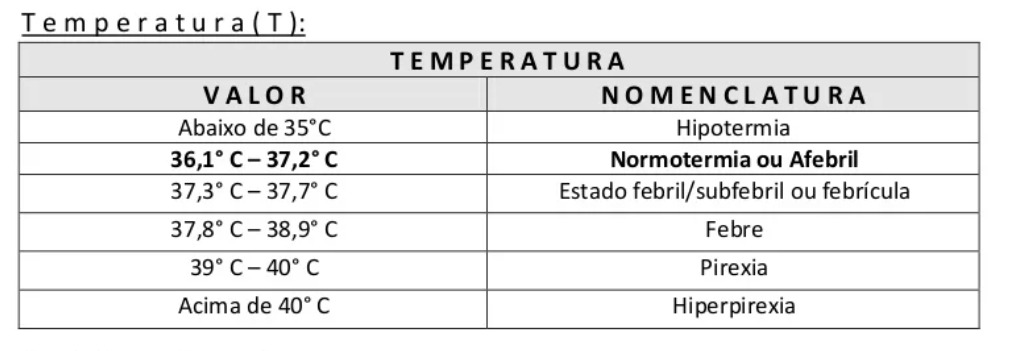 Temperatura(T):
TEMPERATURA
VALOR NOMENCLATURA
Abaixo de 35°C Hipotermia
36,1° C – 37,2° C Normotermia ou Afebril
37,3° C – 37,7° C Estado febril/subfebril ou febrícula
37,8° C – 38,9° C Febre
39° C – 40° C Pirexia
Acima de 40° C Hiperpirexia